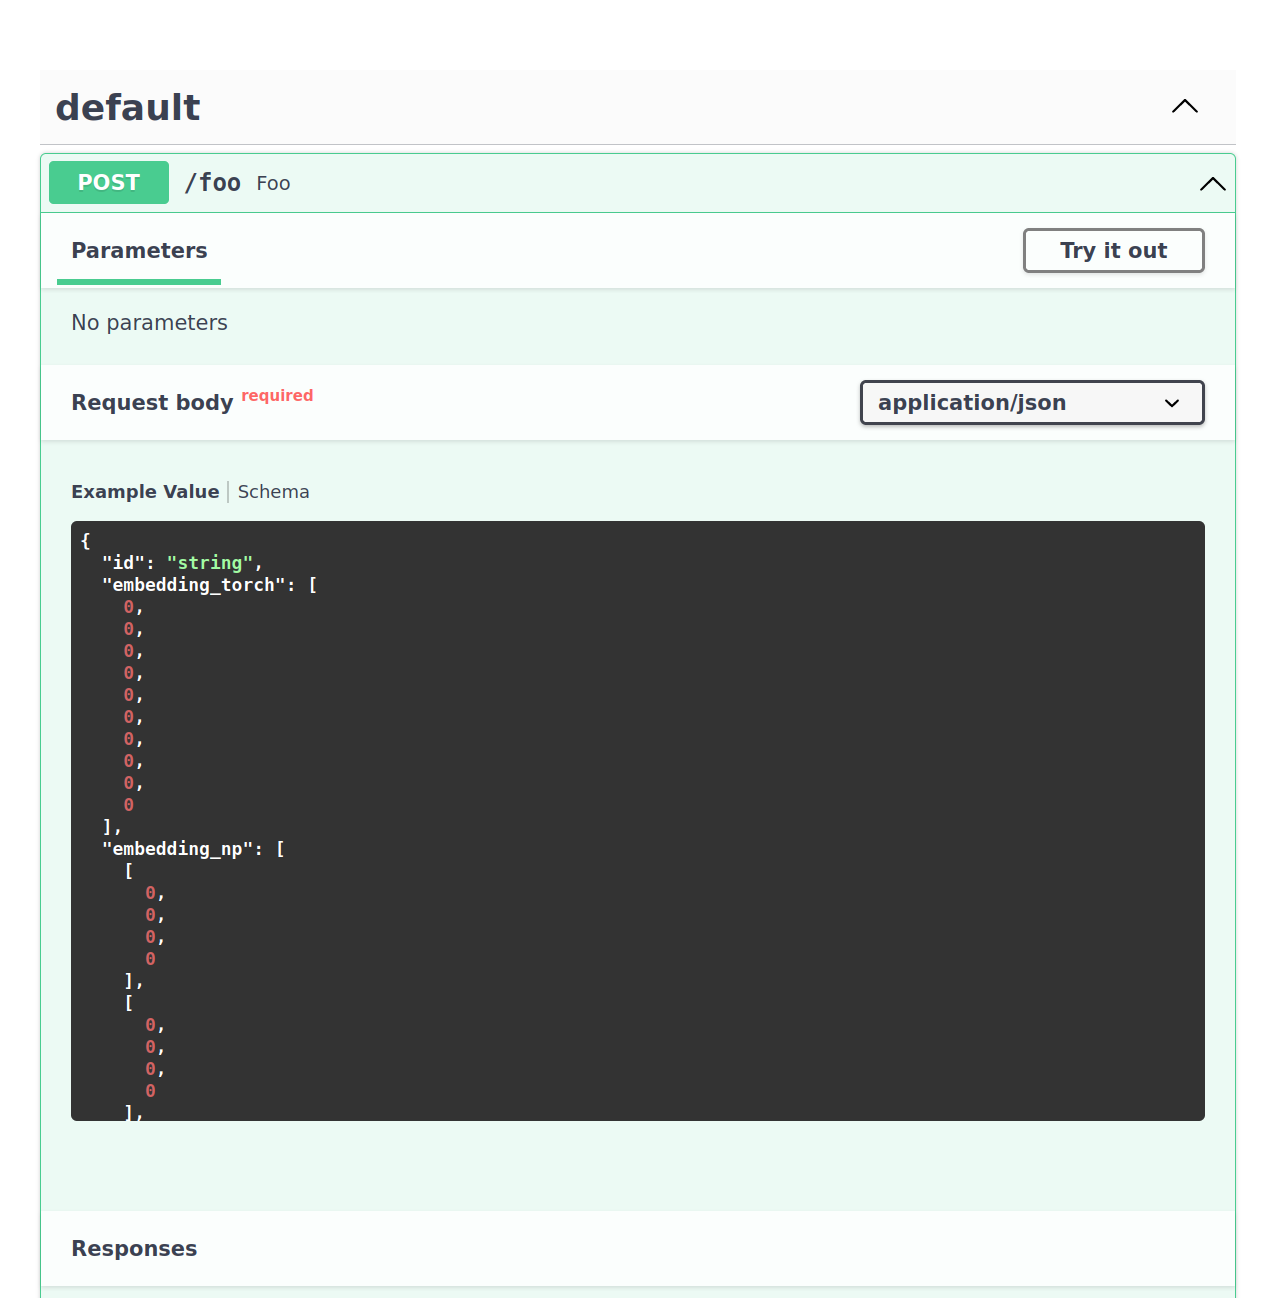 default
POST /foo Foo
Parameters Try it out
No parameters
Request body required application/json
Example Value Schema
{
  "id": "string",
  "embedding_torch": [
    0,
    0,
    0,
    0,
    0,
    0,
    0,
    0,
    0,
    0
  ],
  "embedding_np": [
    [
      0,
      0,
      0,
      0
    ],
    [
      0,
      0,
      0,
      0
    ],
Responses